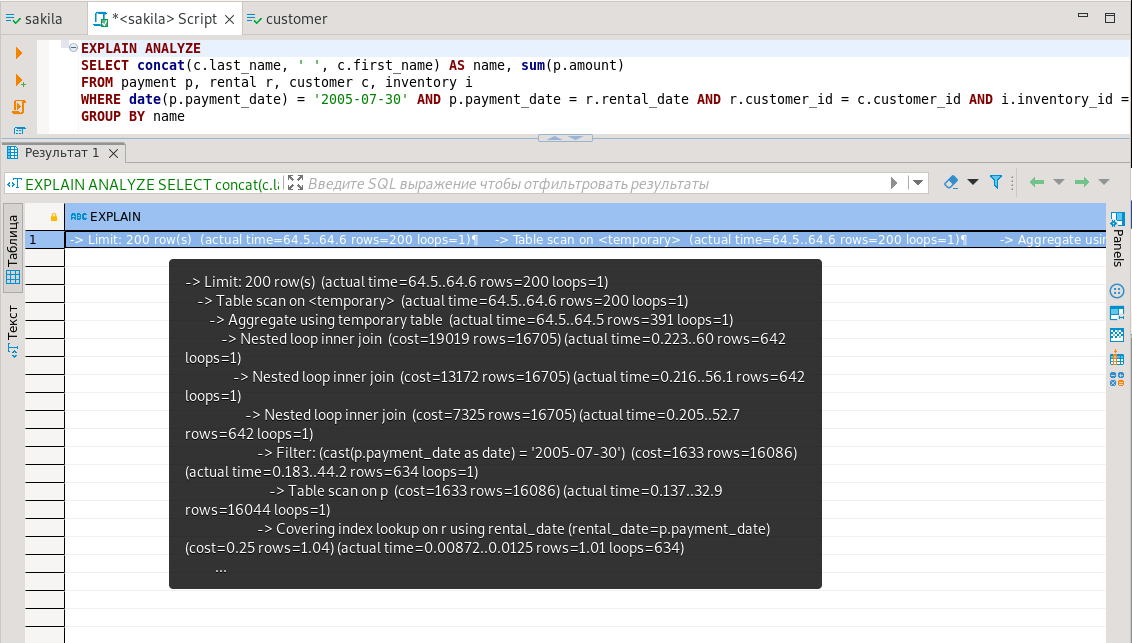 sakila
*<sakila> Script
customer
EXPLAIN ANALYZE
SELECT concat(c.last_name, ' ', c.first_name) AS name, sum(p.amount)
FROM payment p, rental r, customer c, inventory i
WHERE date(p.payment_date) = '2005-07-30' AND p.payment_date = r.rental_date AND r.customer_id = c.customer_id AND i.inventory_id =
GROUP BY name
Результат 1
EXPLAIN ANALYZE SELECT concat(c.la
Введите SQL выражение чтобы отфильтровать результаты
Таблица
Текст
ABC EXPLAIN
1
-> Limit: 200 row(s)  (actual time=64.5..64.6 rows=200 loops=1)¶    -> Table scan on <temporary>  (actual time=64.5..64.6 rows=200 loops=1)¶        -> Aggregate usin
-> Limit: 200 row(s)  (actual time=64.5..64.6 rows=200 loops=1)
-> Table scan on <temporary>  (actual time=64.5..64.6 rows=200 loops=1)
-> Aggregate using temporary table  (actual time=64.5..64.5 rows=391 loops=1)
-> Nested loop inner join  (cost=19019 rows=16705) (actual time=0.223..60 rows=642
loops=1)
-> Nested loop inner join  (cost=13172 rows=16705) (actual time=0.216..56.1 rows=642
loops=1)
-> Nested loop inner join  (cost=7325 rows=16705) (actual time=0.205..52.7
rows=642 loops=1)
-> Filter: (cast(p.payment_date as date) = '2005-07-30')  (cost=1633 rows=16086)
(actual time=0.183..44.2 rows=634 loops=1)
-> Table scan on p  (cost=1633 rows=16086) (actual time=0.137..32.9
rows=16044 loops=1)
-> Covering index lookup on r using rental_date (rental_date=p.payment_date)
(cost=0.25 rows=1.04) (actual time=0.00872..0.0125 rows=1.01 loops=634)
...
Panels